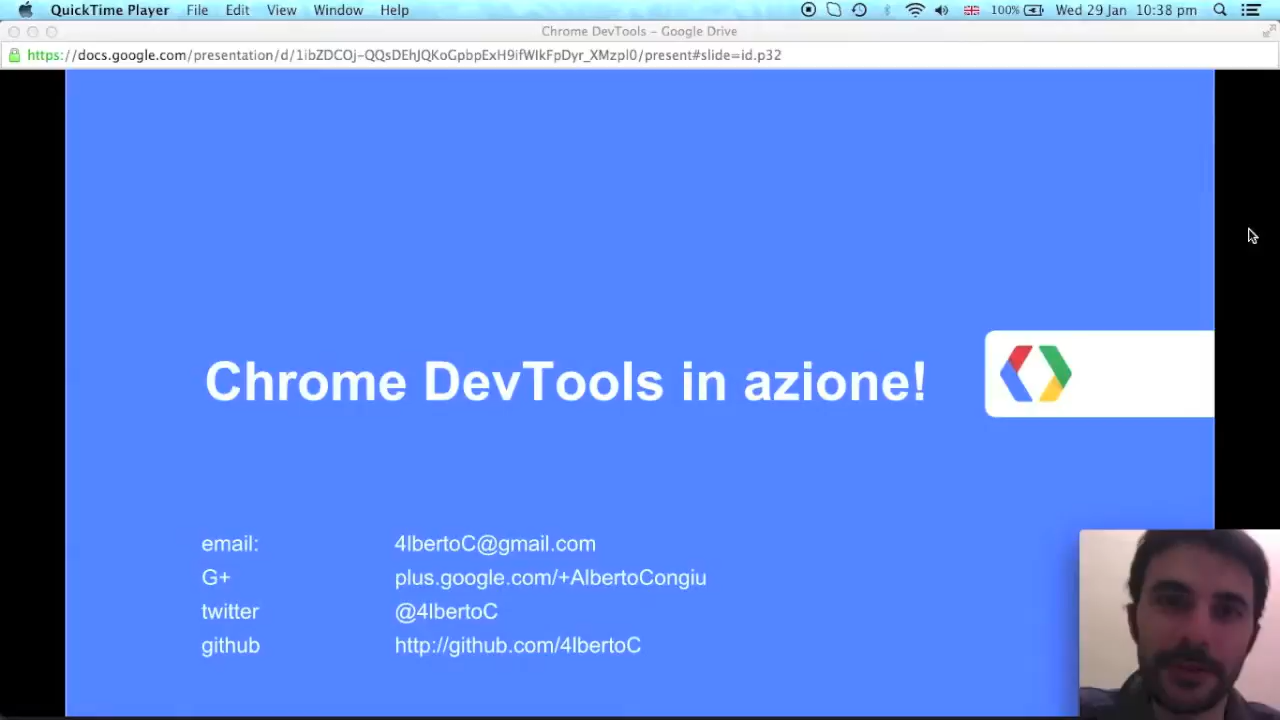 QuickTime Player File Edit View Window Help 100% Wed 29 Jan 10:38 pm
Chrome DevTools – Google Drive
https://docs.google.com/presentation/d/1ibZDCOj-QQsDEhJQKoGpbpExH9ifWlkFpDyr_XMzpl0/present#slide=id.p32
Chrome DevTools in azione!
email: 4lbertoC@gmail.com
G+ plus.google.com/+AlbertoCongiu
twitter @4lbertoC
github http://github.com/4lbertoC